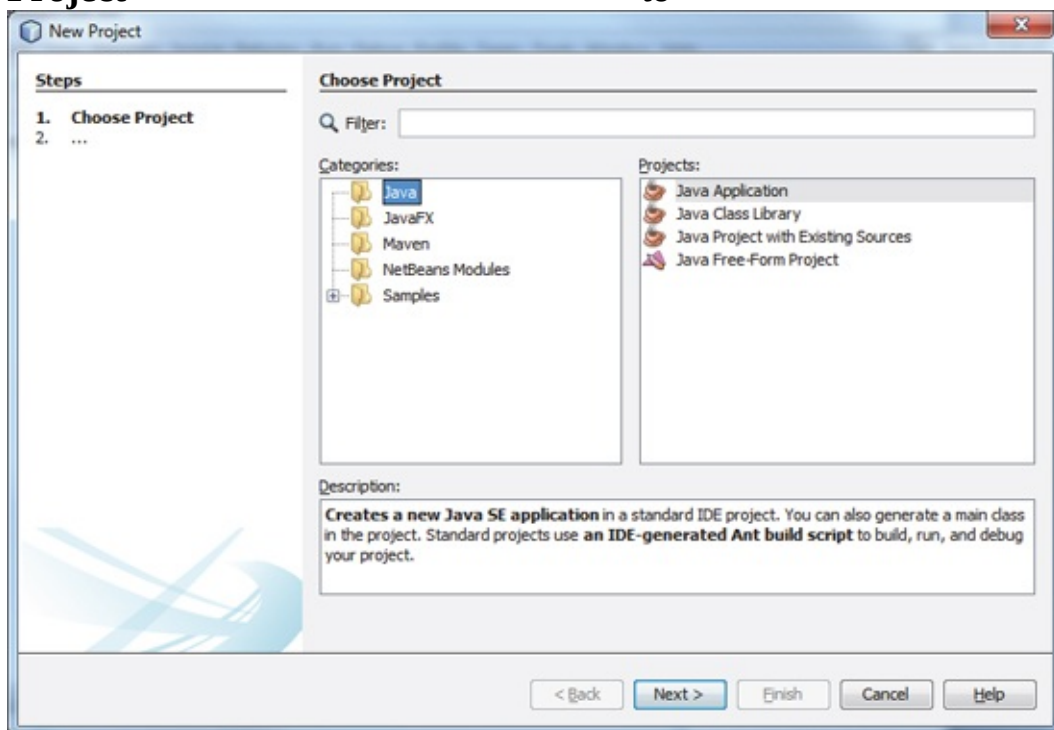 New Project
Steps
1. Choose Project
2. ...
Choose Project
Filter:
Categories:
Java
JavaFX
Maven
NetBeans Modules
Samples
Projects:
Java Application
Java Class Library
Java Project with Existing Sources
Java Free-Form Project
Description:
Creates a new Java SE application in a standard IDE project. You can also generate a main class
in the project. Standard projects use an IDE-generated Ant build script to build, run, and debug
your project.
< Back Next > Finish Cancel Help